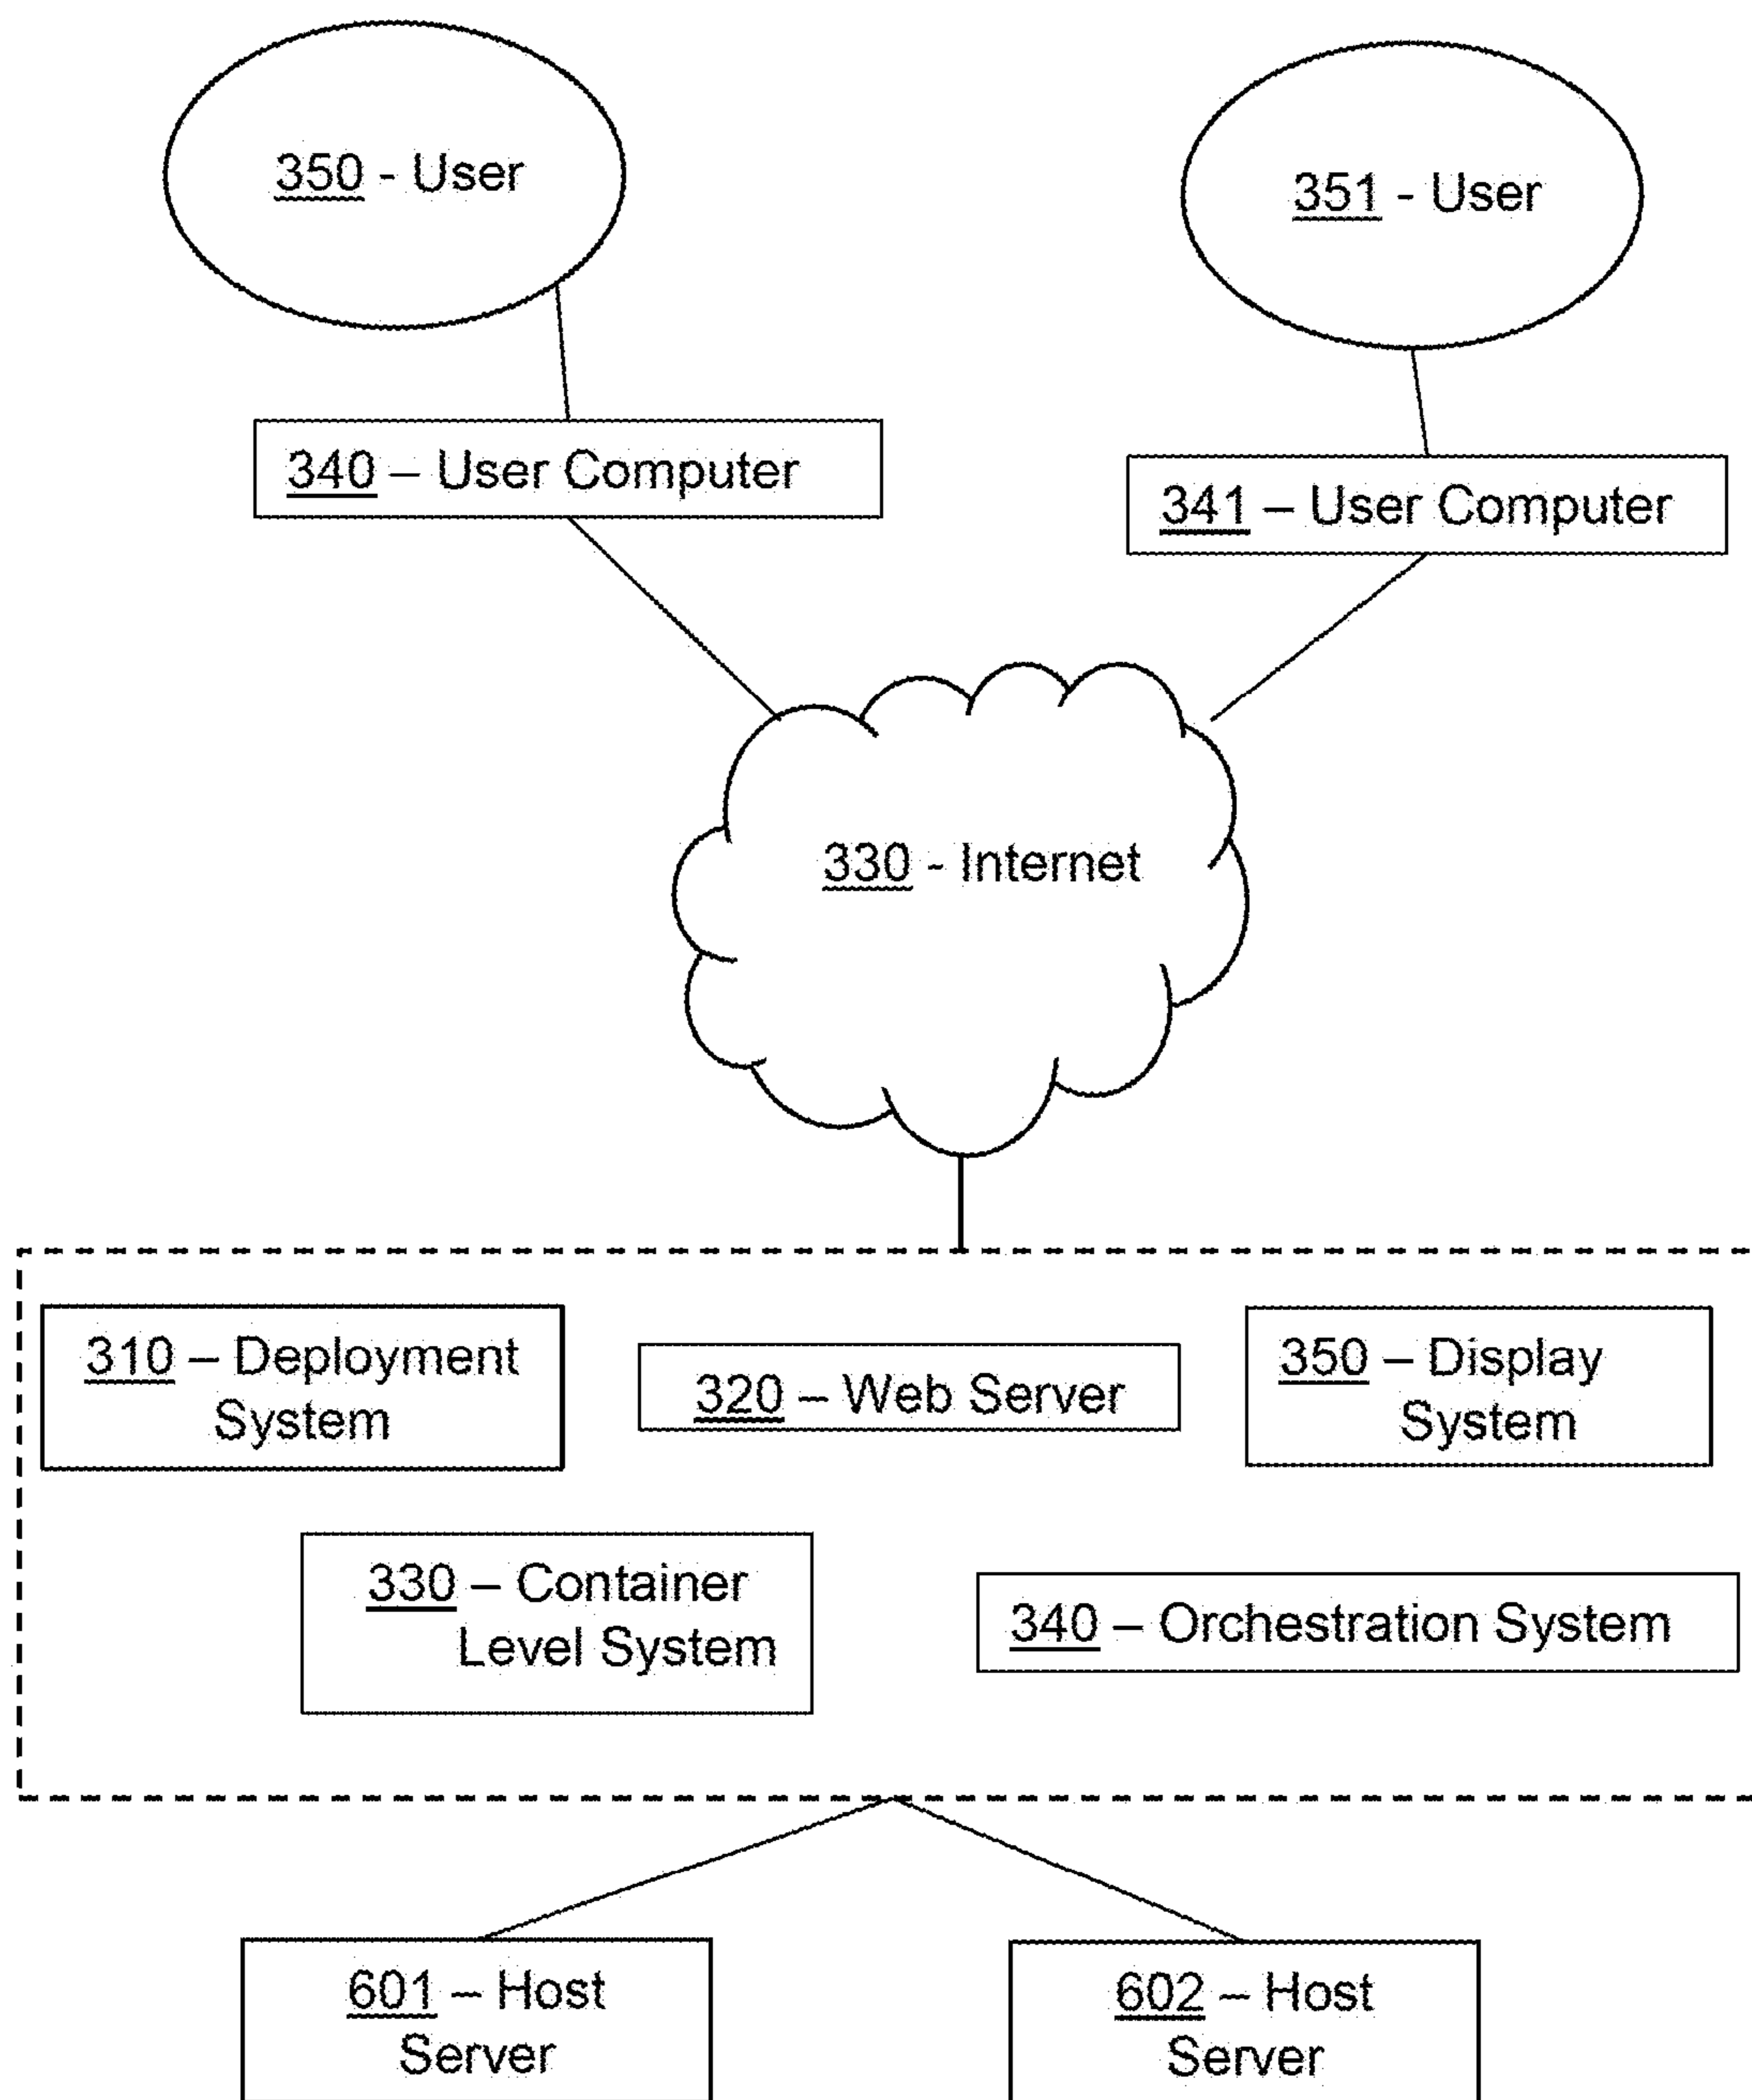 350 - User
351 - User
340 – User Computer
341 – User Computer
330 - Internet
310 – Deployment
System
320 – Web Server
350 – Display
System
330 – Container
Level System
340 – Orchestration System
601 – Host
Server
602 – Host
Server